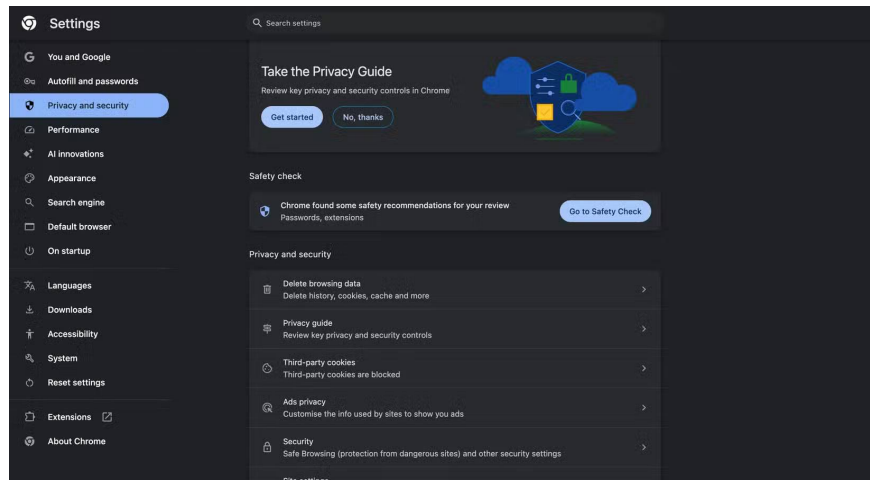 Settings
Search settings
You and Google
Autofill and passwords
Privacy and security
Performance
AI innovations
Appearance
Search engine
Default browser
On startup
Languages
Downloads
Accessibility
System
Reset settings
Extensions
About Chrome
Take the Privacy Guide
Review key privacy and security controls in Chrome
Get started
No, thanks
Safety check
Chrome found some safety recommendations for your review
Passwords, extensions
Go to Safety Check
Privacy and security
Delete browsing data
Delete history, cookies, cache and more
Privacy guide
Review key privacy and security controls
Third-party cookies
Third-party cookies are blocked
Ads privacy
Customise the info used by sites to show you ads
Security
Safe Browsing (protection from dangerous sites) and other security settings